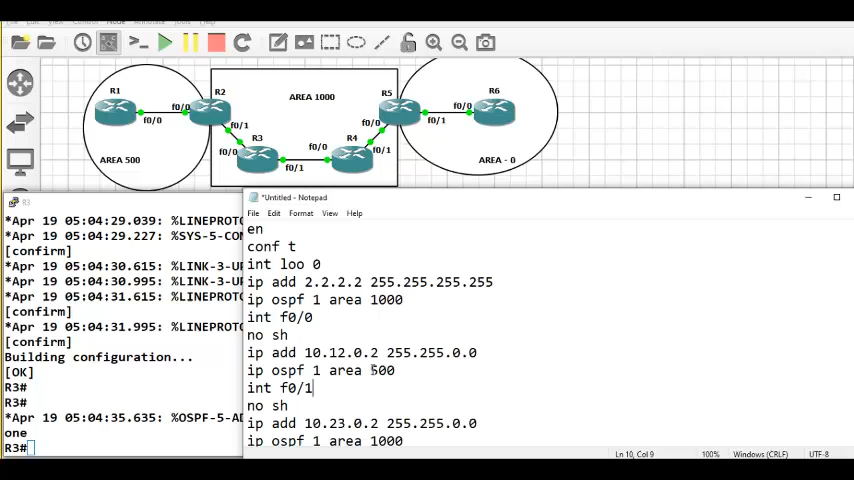 R1
f0/0
f0/0
R2
f0/1
AREA 1000
R3
f0/0
f0/1
f0/0
R4
f0/1
f0/0
R5
f0/1
f0/0
R6
AREA 500
AREA - 0
R3
*Apr 19 05:04:29.039: %LINEPROT
*Apr 19 05:04:29.227: %SYS-5-CON
[confirm]
*Apr 19 05:04:30.615: %LINK-3-UP
*Apr 19 05:04:30.995: %LINK-3-UP
*Apr 19 05:04:31.615: %LINEPROTO
[confirm]
*Apr 19 05:04:31.995: %LINEPROTO
[confirm]
Building configuration...
[OK]
R3#
R3#
*Apr 19 05:04:35.635: %OSPF-5-AD
one
R3#
*Untitled - Notepad
File Edit Format View Help
en
conf t
int loo 0
ip add 2.2.2.2 255.255.255.255
ip ospf 1 area 1000
int f0/0
no sh
ip add 10.12.0.2 255.255.0.0
ip ospf 1 area 500
int f0/1
no sh
ip add 10.23.0.2 255.255.0.0
ip ospf 1 area 1000
Ln 10, Col 9 100% Windows (CRLF) UTF-8